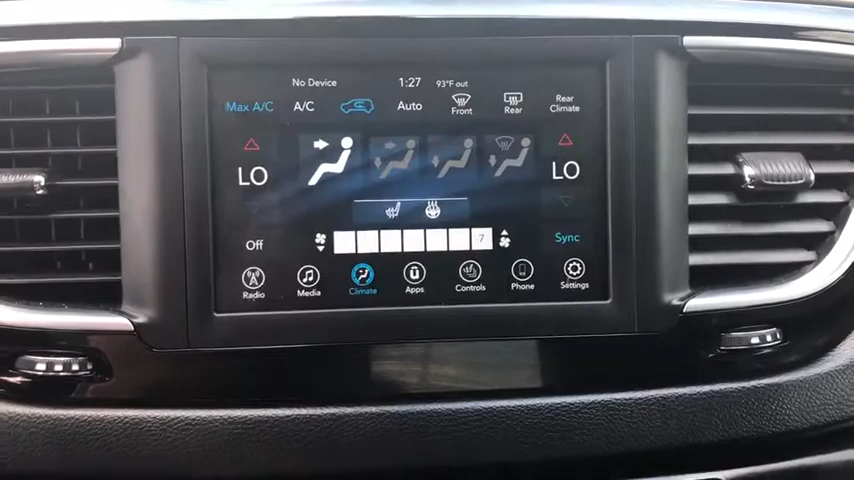 No Device 1:27 93°F out
Max A/C A/C Auto Front Rear Rear Climate
LO LO
Off 7 Sync
Radio Media Climate Apps Controls Phone Settings